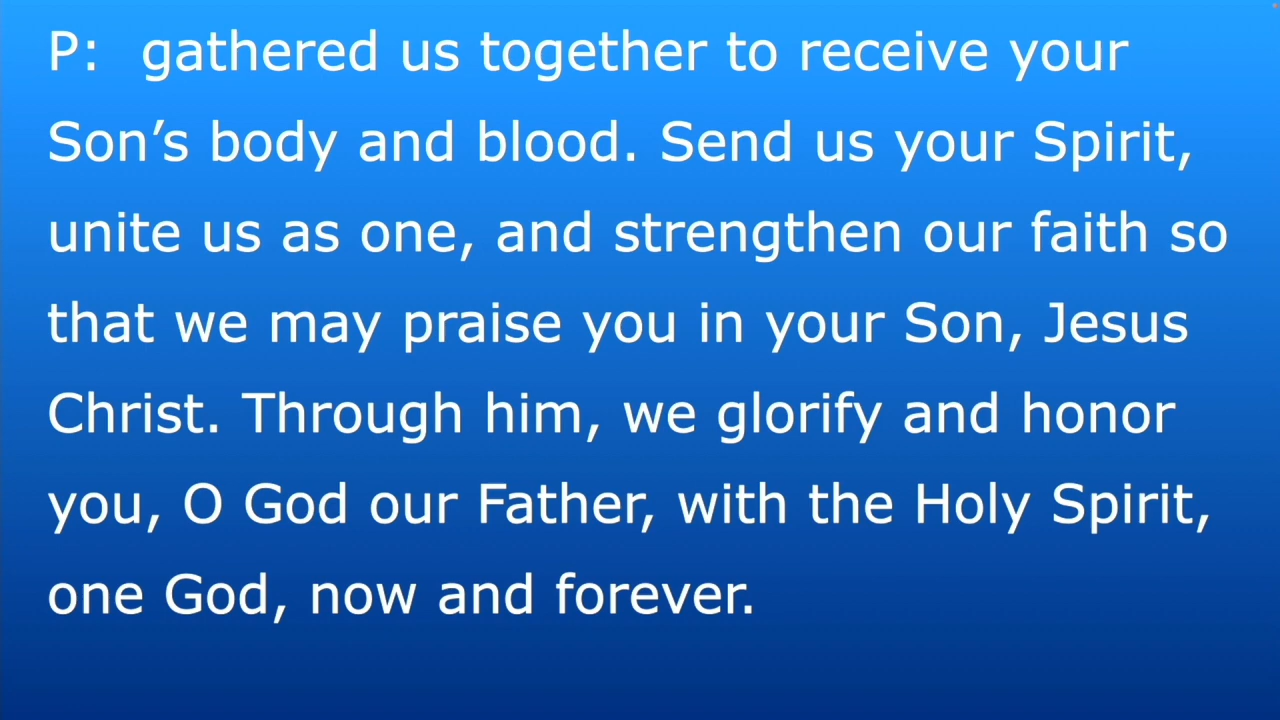 P: gathered us together to receive your
Son’s body and blood. Send us your Spirit,
unite us as one, and strengthen our faith so
that we may praise you in your Son, Jesus
Christ. Through him, we glorify and honor
you, O God our Father, with the Holy Spirit,
one God, now and forever.